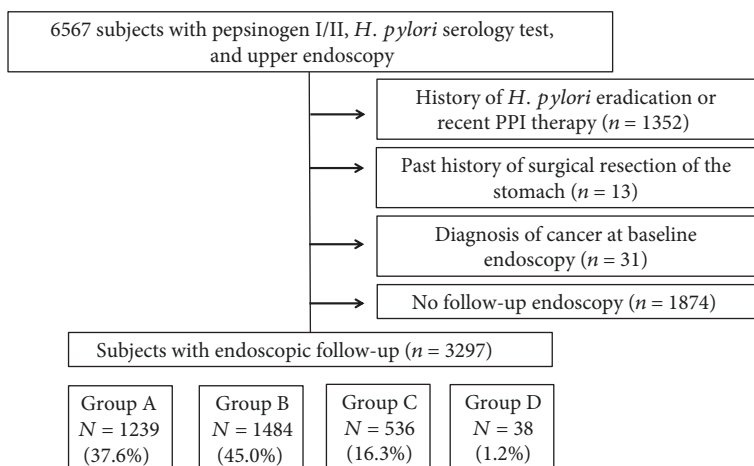 6567 subjects with pepsinogen I/II, H. pylori serology test,
and upper endoscopy
History of H. pylori eradication or
recent PPI therapy (n = 1352)
Past history of surgical resection of the
stomach (n = 13)
Diagnosis of cancer at baseline
endoscopy (n = 31)
No follow-up endoscopy (n = 1874)
Subjects with endoscopic follow-up (n = 3297)
Group A
N = 1239
(37.6%)
Group B
N = 1484
(45.0%)
Group C
N = 536
(16.3%)
Group D
N = 38
(1.2%)